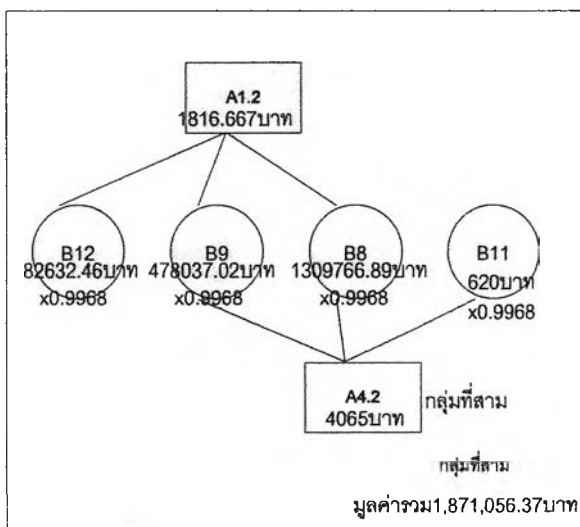 A1.2
1816.667บาท
B12
82632.46บาท
x0.9968
B9
478037.02บาท
x0.9968
B8
1309766.89บาท
x0.9968
B11
620บาท
x0.9968
A4.2
4065บาท
กลุ่มที่สาม
กลุ่มที่สาม
มูลค่ารวม1,871,056.37บาท